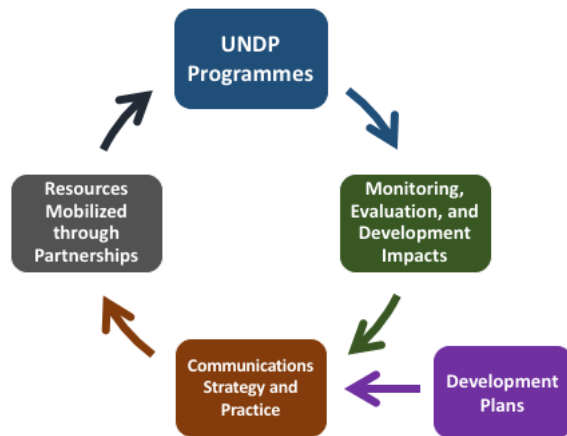 UNDP
Programmes
Resources
Mobilized
through
Partnerships
Monitoring,
Evaluation, and
Development
Impacts
Communications
Strategy and
Practice
Development
Plans